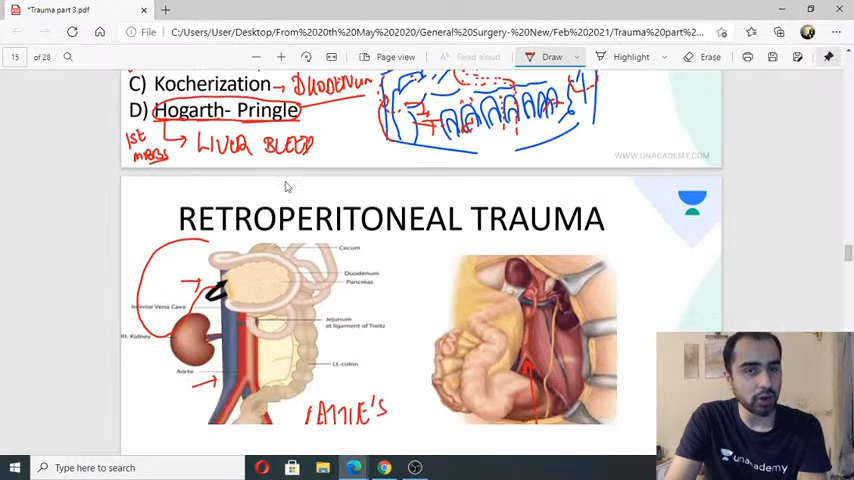 *Trauma part 3.pdf
File
C:/Users/User/Desktop/From%2020th%20May%202020/General%20Surgery-%20New/Feb%202021/Trauma%20part%2...
15 of 28
Page view
Read aloud
Draw
Highlight
Erase
C) Kocherization → DUODENUM
D) Hogarth- Pringle
1st
LIVER BLEED
WWW.UNACADEMY.COM
RETROPERITONEAL TRAUMA
Cecum
Duodenum
Pancreas
Inferior Vena Cava
Jejunum
at ligament of Treitz
Rt. Kidney
Lt. colon
Aorta
unacademy
Type here to search